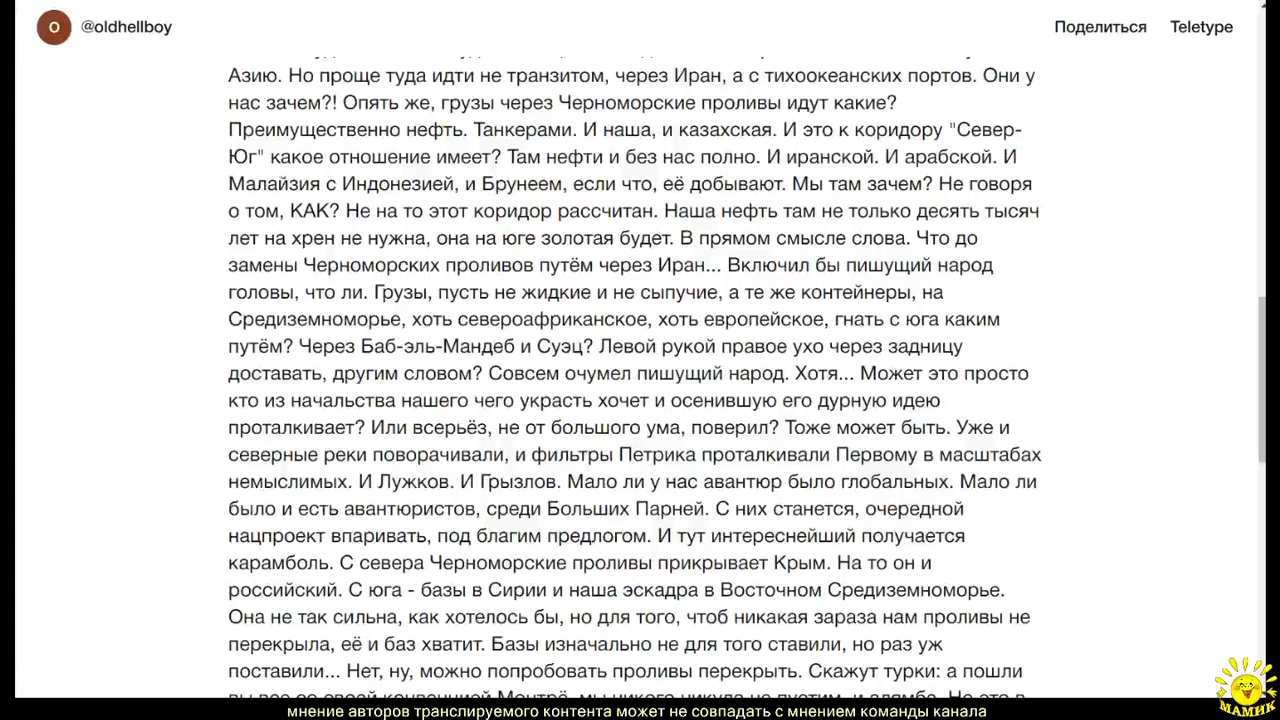 O
@oldhellboy
Поделиться
Teletype
Азию. Но проще туда идти не транзитом, через Иран, а с тихоокеанских портов. Они у
нас зачем?! Опять же, грузы через Черноморские проливы идут какие?
Преимущественно нефть. Танкерами. И наша, и казахская. И это к коридору "Север-
Юг" какое отношение имеет? Там нефти и без нас полно. И иранской. И арабской. И
Малайзия с Индонезией, и Брунеем, если что, её добывают. Мы там зачем? Не говоря
о том, КАК? Не на то этот коридор рассчитан. Наша нефть там не только десять тысяч
лет на хрен не нужна, она на юге золотая будет. В прямом смысле слова. Что до
замены Черноморских проливов путём через Иран... Включил бы пишущий народ
головы, что ли. Грузы, пусть не жидкие и не сыпучие, а те же контейнеры, на
Средиземноморье, хоть североафриканское, хоть европейское, гнать с юга каким
путём? Через Баб-эль-Мандеб и Суэц? Левой рукой правое ухо через задницу
доставать, другим словом? Совсем очумел пишущий народ. Хотя... Может это просто
кто из начальства нашего чего украсть хочет и осенившую его дурную идею
проталкивает? Или всерьёз, не от большого ума, поверил? Тоже может быть. Уже и
северные реки поворачивали, и фильтры Петрика проталкивали Первому в масштабах
немыслимых. И Лужков. И Грызлов. Мало ли у нас авантюр было глобальных. Мало ли
было и есть авантюристов, среди Больших Парней. С них станется, очередной
нацпроект впаривать, под благим предлогом. И тут интереснейший получается
карамболь. С севера Черноморские проливы прикрывает Крым. На то он и
российский. С юга - базы в Сирии и наша эскадра в Восточном Средиземноморье.
Она не так сильна, как хотелось бы, но для того, чтоб никакая зараза нам проливы не
перекрыла, её и баз хватит. Базы изначально не для того ставили, но раз уж
поставили... Нет, ну, можно попробовать проливы перекрыть. Скажут турки: а пошли
мнение авторов транслируемого контента может не совпадать с мнением команды канала
МАМИК